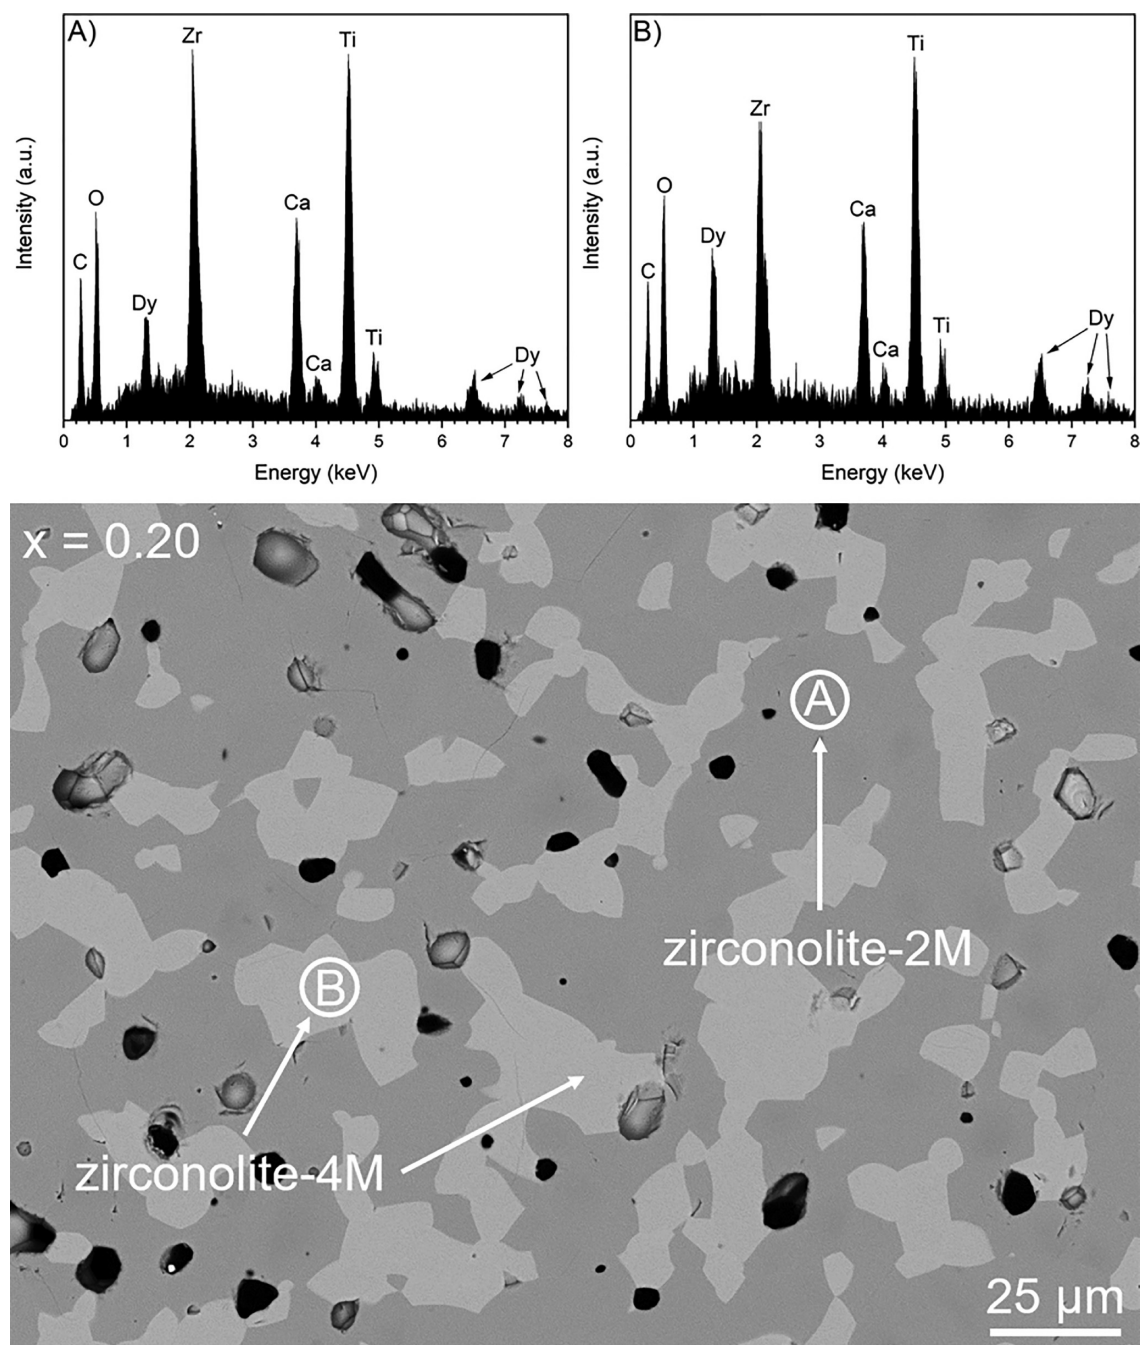 A)
Zr
Ti
O
Ca
C
Dy
Ti
Ca
Dy
Intensity (a.u.)
0 1 2 3 4 5 6 7 8
Energy (keV)
B)
Ti
Zr
O
Ca
Dy
C
Ti
Dy
Ca
Intensity (a.u.)
0 1 2 3 4 5 6 7 8
Energy (keV)
x = 0.20
A
zirconolite-2M
B
zirconolite-4M
25 μm